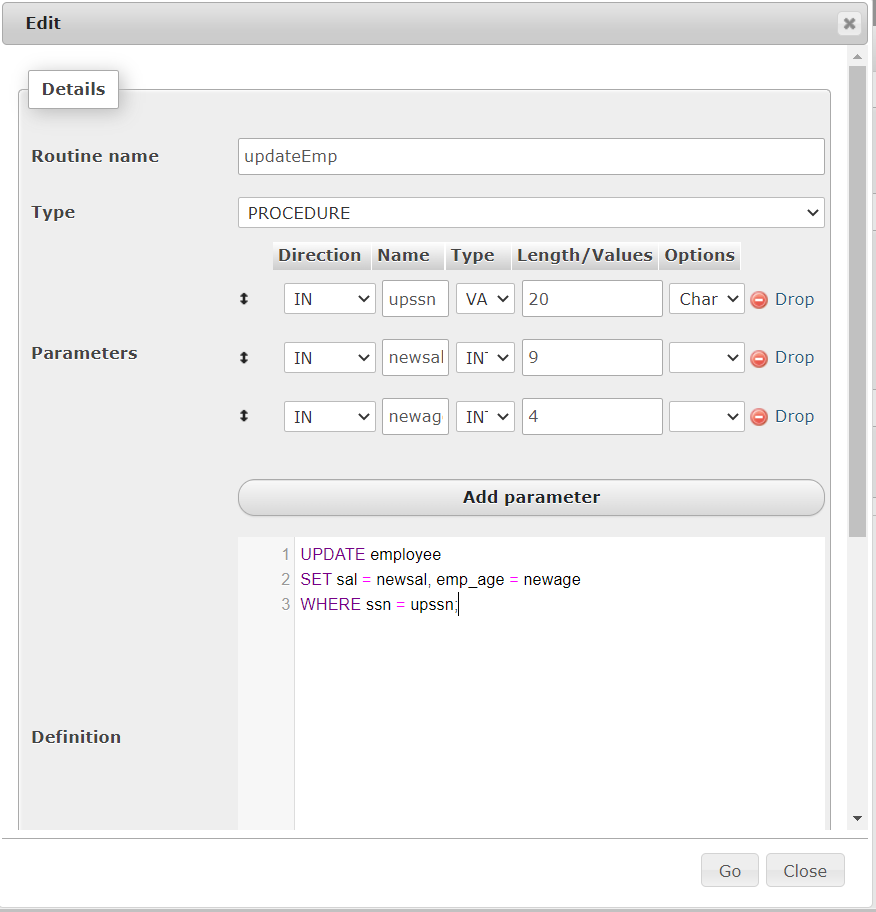 Edit
Details
Routine name updateEmp
Type PROCEDURE
Direction Name Type Length/Values Options
IN upssn VA 20 Char Drop
Parameters
IN newsal INT 9 Drop
IN newag INT 4 Drop
Add parameter
1 UPDATE employee
2 SET sal = newsal, emp_age = newage
3 WHERE ssn = upssn;
Definition
Go Close